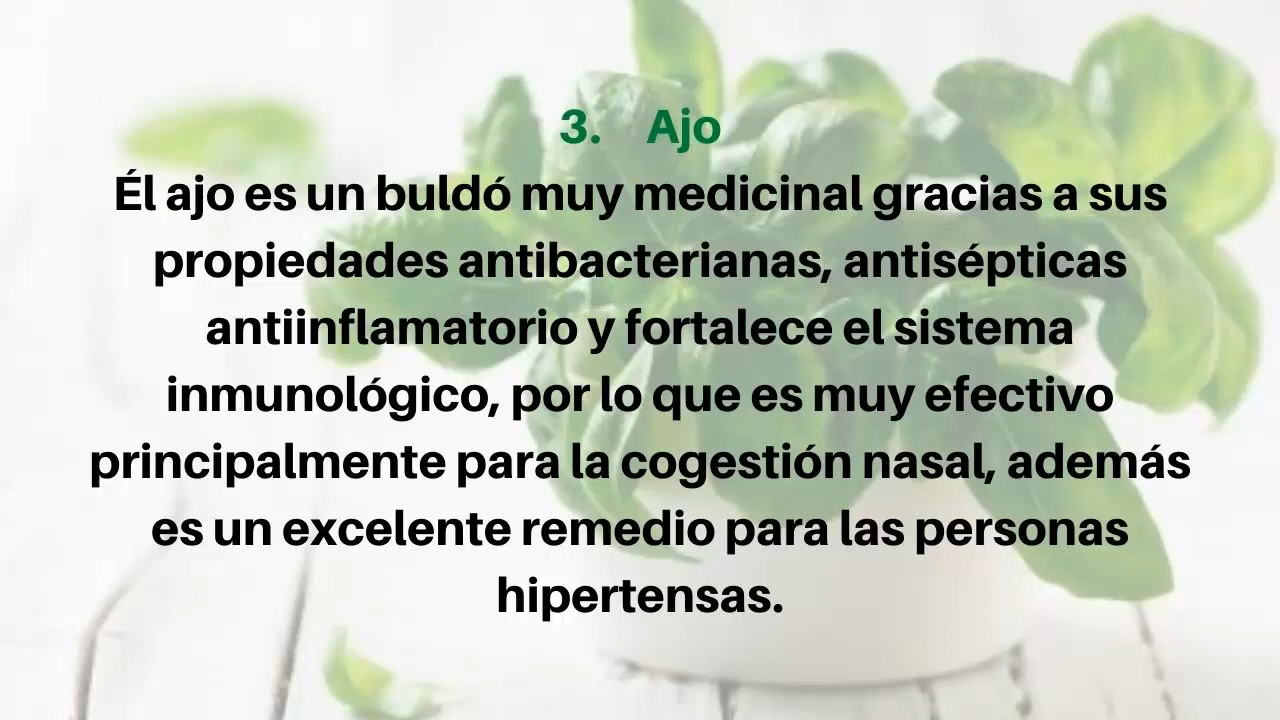 3. Ajo
Él ajo es un buldó muy medicinal gracias a sus
propiedades antibacterianas, antisépticas
antiinflamatorio y fortalece el sistema
inmunológico, por lo que es muy efectivo
principalmente para la cogestión nasal, además
es un excelente remedio para las personas
hipertensas.